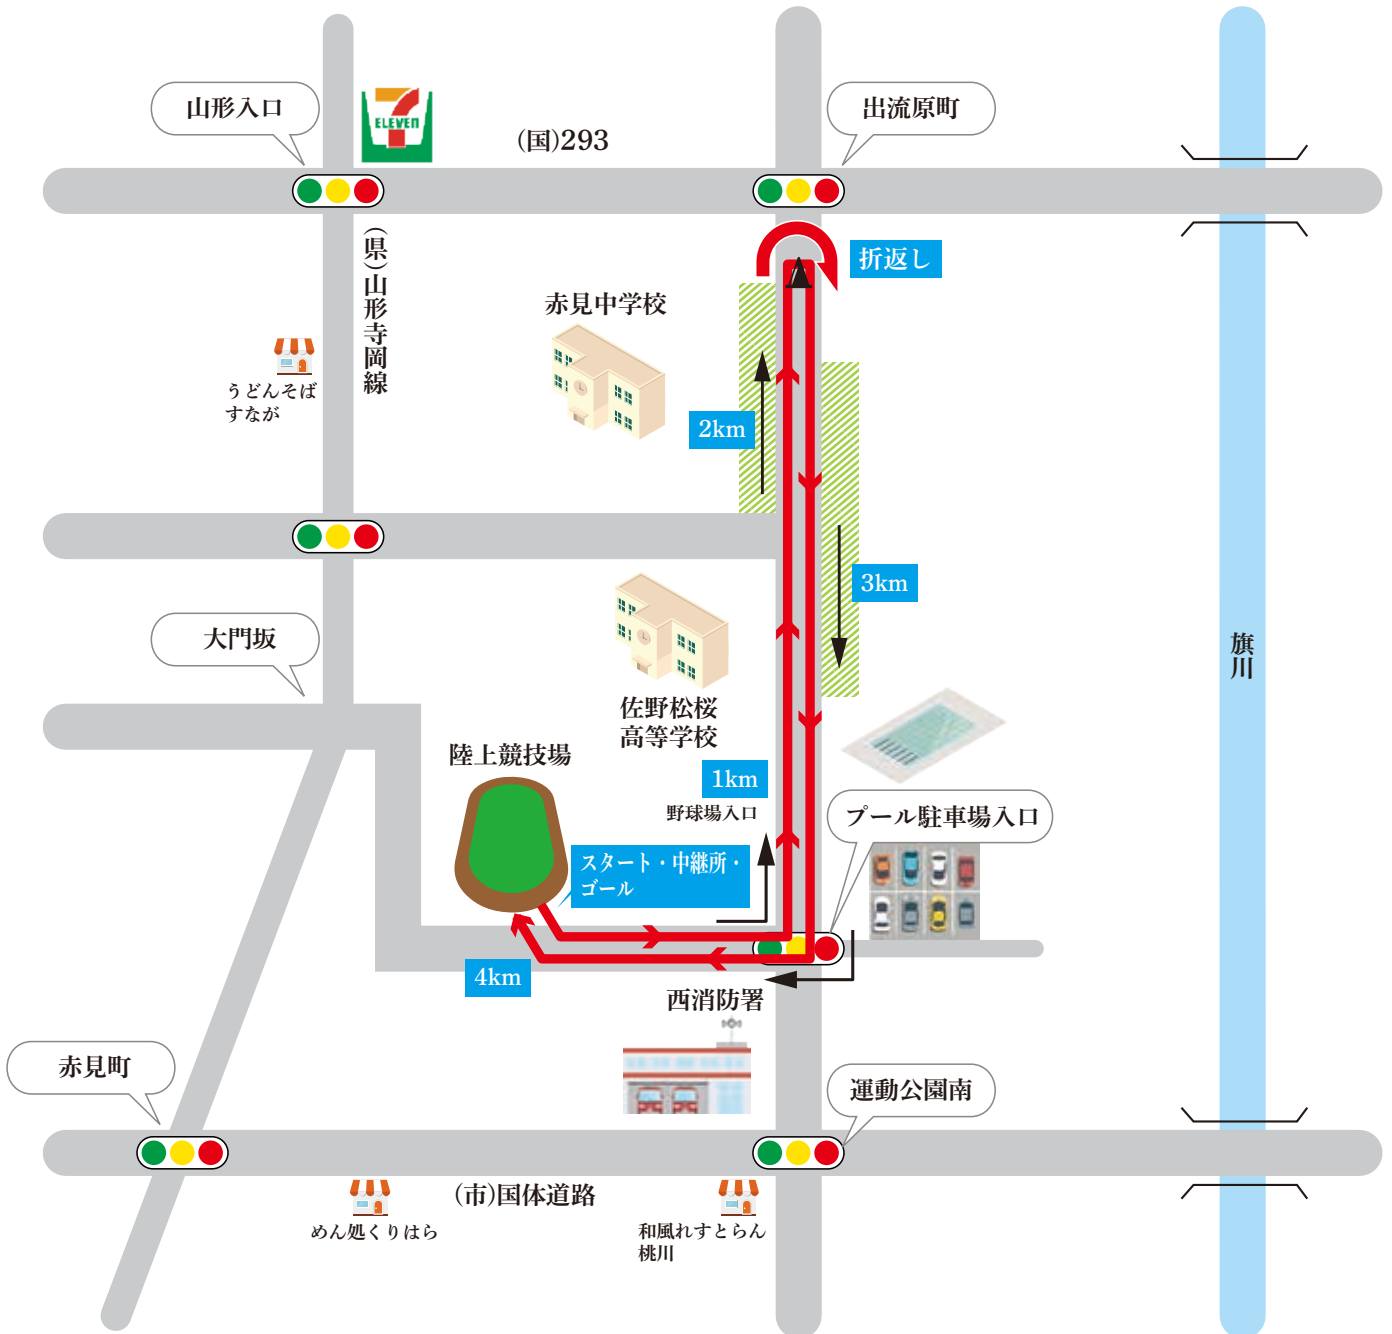 山形入口
ELEVEN
(国)293
出流原町
(県)山形寺岡線
折返し
赤見中学校
うどんそば
すなが
2km
3km
大門坂
佐野松桜
高等学校
旗川
陸上競技場
1km
野球場入口
プール駐車場入口
スタート・中継所・
ゴール
4km
西消防署
赤見町
運動公園南
(市)国体道路
めん処くりはら
和風れすとらん
桃川